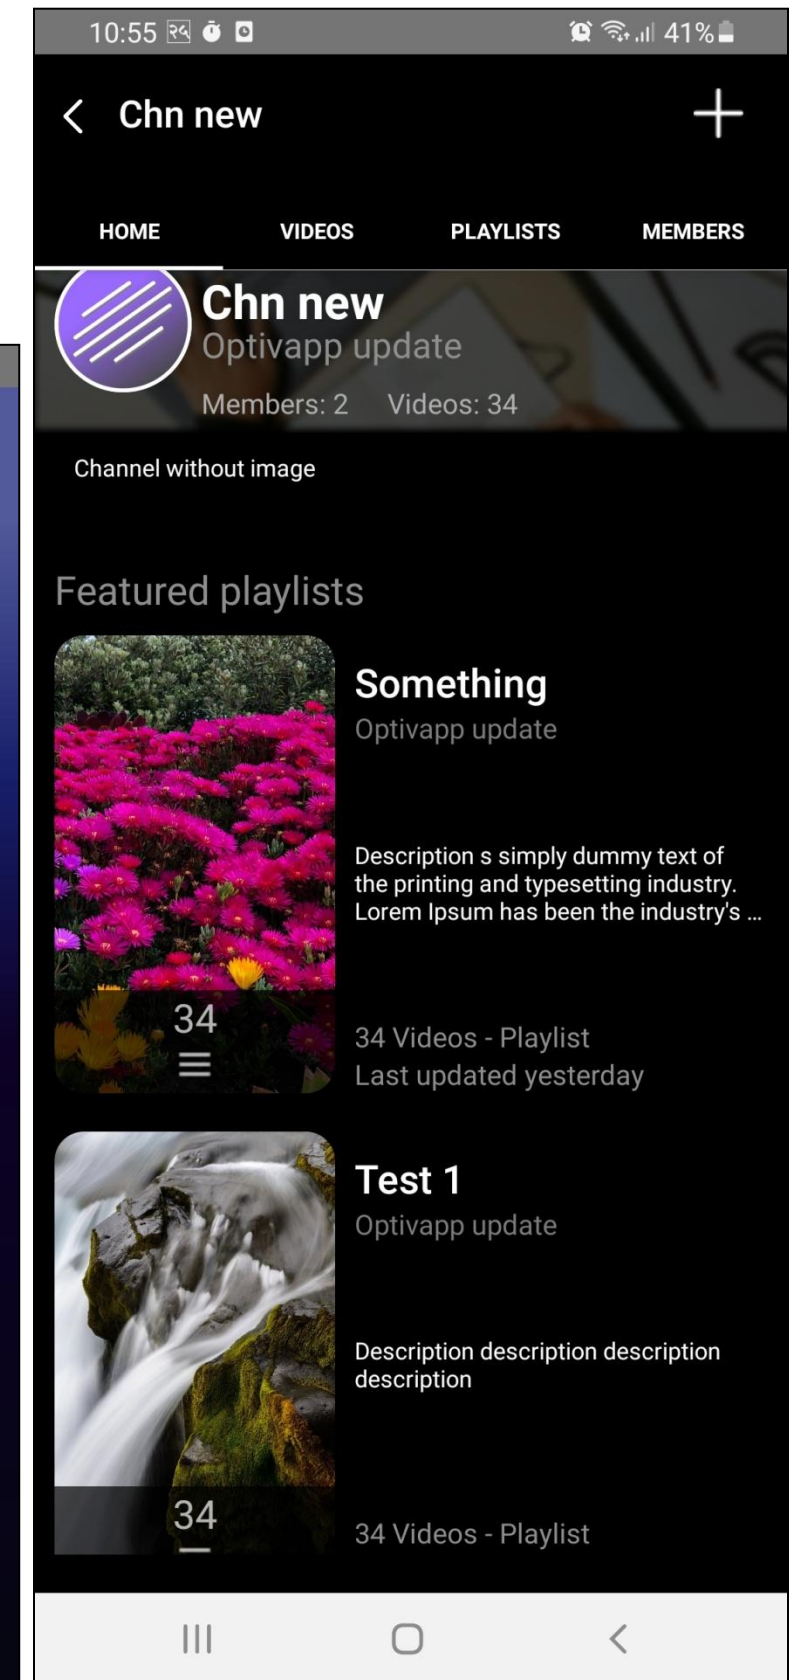 10:55 २५ 41%
Chn new
HOME VIDEOS PLAYLISTS MEMBERS
Chn new
Optivapp update
Members: 2 Videos: 34
Channel without image
Featured playlists
Something
Optivapp update
Description s simply dummy text of
the printing and typesetting industry.
Lorem Ipsum has been the industry's ...
34
34 Videos - Playlist
Last updated yesterday
Test 1
Optivapp update
Description description description
description
34
34 Videos - Playlist